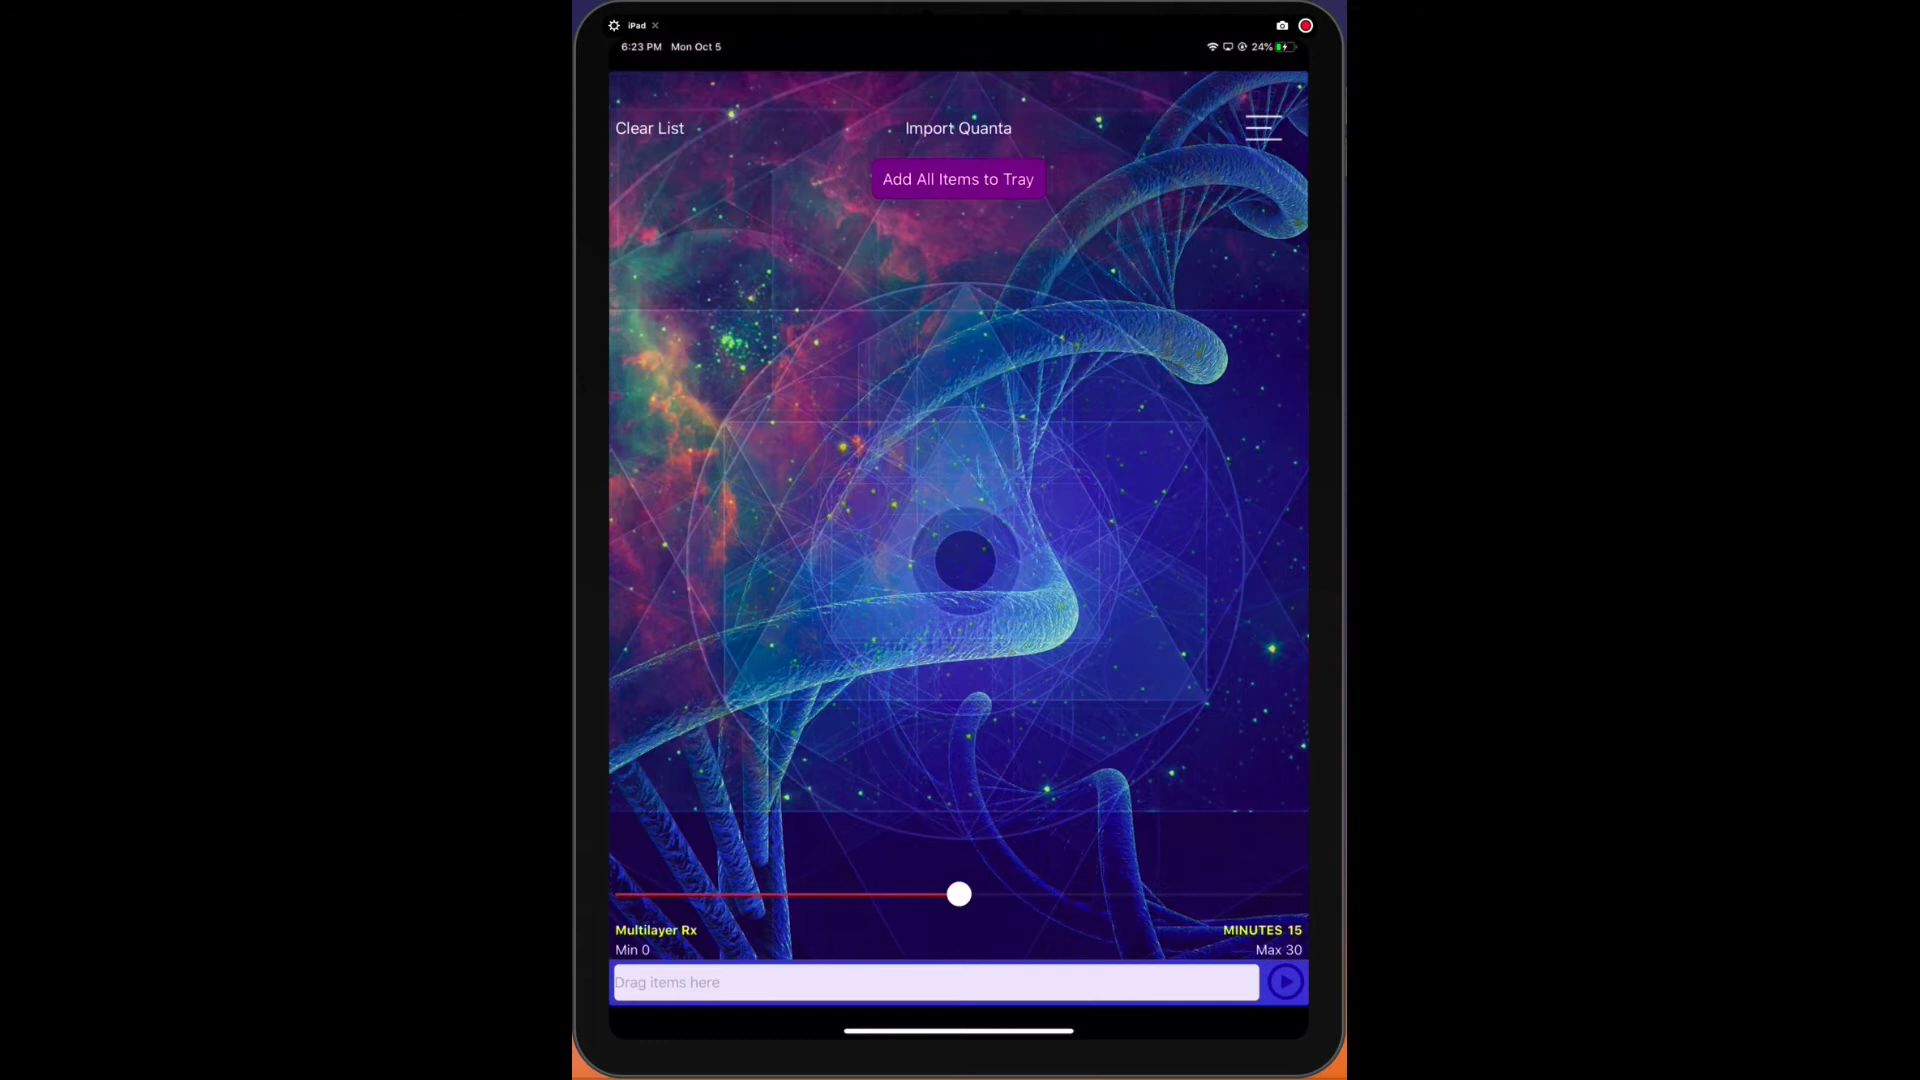 iPad
6:23 PM Mon Oct 5
24%
Clear List
Import Quanta
Add All Items to Tray
Multilayer Rx
MINUTES 15
Min 0
Max 30
Drag items here